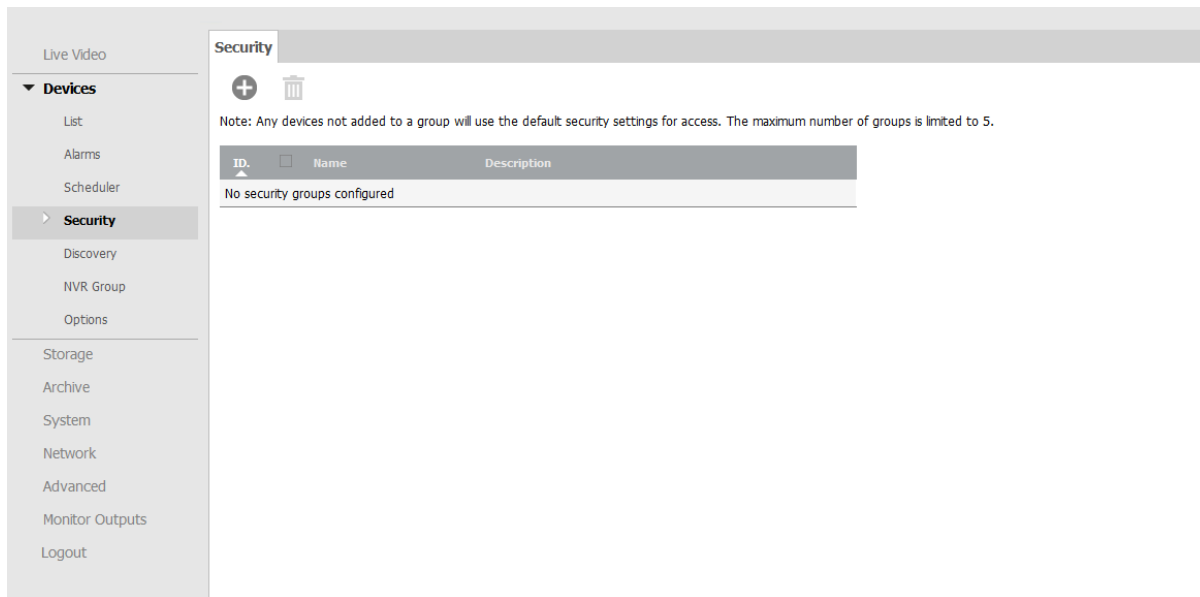 Live Video
Devices
List
Alarms
Scheduler
Security
Discovery
NVR Group
Options
Storage
Archive
System
Network
Advanced
Monitor Outputs
Logout
Security
Note: Any devices not added to a group will use the default security settings for access. The maximum number of groups is limited to 5.
ID. Name Description
No security groups configured